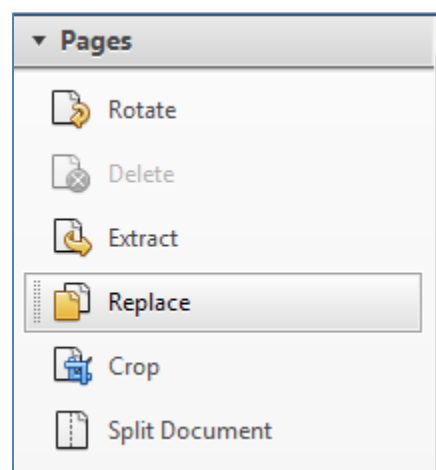 Pages
Rotate
Delete
Extract
Replace
Crop
Split Document